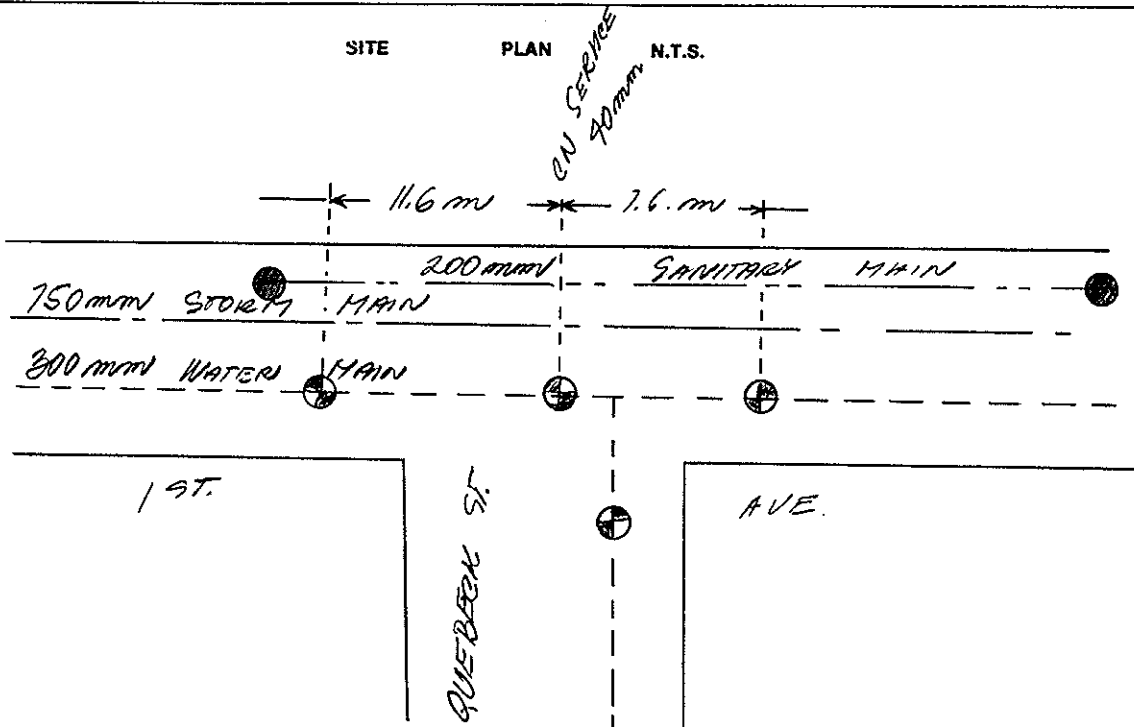 SITE PLAN N.T.S.
CN SERVICE
40mm
11.6 m 7.6.m
200mm SANITARY MAIN
750mm STORM MAIN
300mm WATER MAIN
1 ST. AVE.
QUEBECK ST.